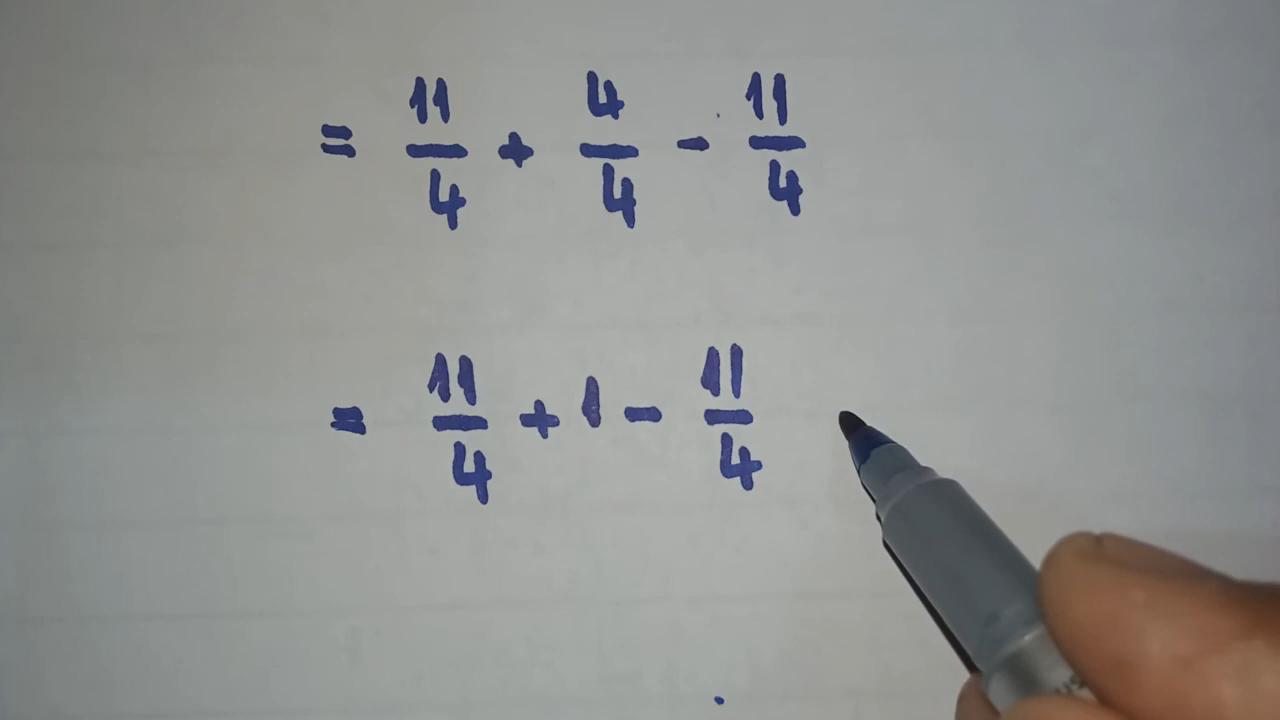 = 11/4 + 4/4 - 11/4
= 11/4 + 1 - 11/4